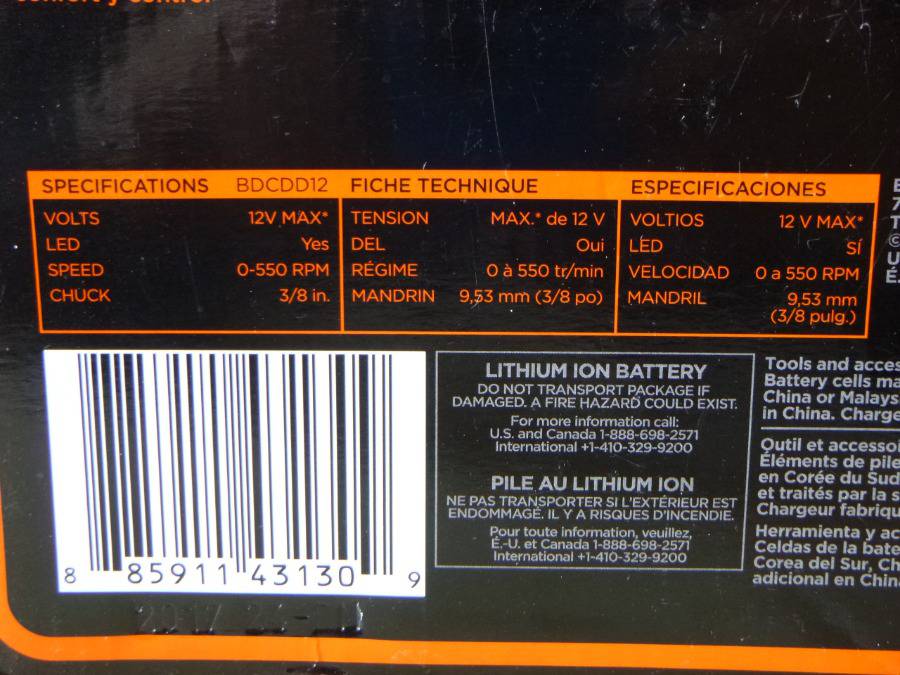 SPECIFICATIONS BDCDD12
VOLTS 12V MAX*
LED Yes
SPEED 0-550 RPM
CHUCK 3/8 in.
FICHE TECHNIQUE
TENSION MAX.* de 12 V
DEL Oui
RÉGIME 0 à 550 tr/min
MANDRIN 9,53 mm (3/8 po)
ESPECIFICACIONES
VOLTIOS 12 V MAX*
LED SÍ
VELOCIDAD 0 a 550 RPM
MANDRIL 9,53 mm
(3/8 pulg.)
8 85911 43130 9
LITHIUM ION BATTERY
DO NOT TRANSPORT PACKAGE IF
DAMAGED. A FIRE HAZARD COULD EXIST.
For more information call:
U.S. and Canada 1-888-698-2571
International +1-410-329-9200
PILE AU LITHIUM ION
NE PAS TRANSPORTER SI L'EXTÉRIEUR EST
ENDOMMAGÉ. IL Y A RISQUES D'INCENDIE.
Pour toute information, veuillez,
É.-U. et Canada 1-888-698-2571
International +1-410-329-9200
Tools and acces
Battery cells ma
China or Malays
in China. Charge
Outil et accessoi
Éléments de pile
en Corée du Sud
et traités par la s
Chargeur fabriqu
Herramienta y ac
Celdas de la bate
Corea del Sur, Ch
adicional en Chin